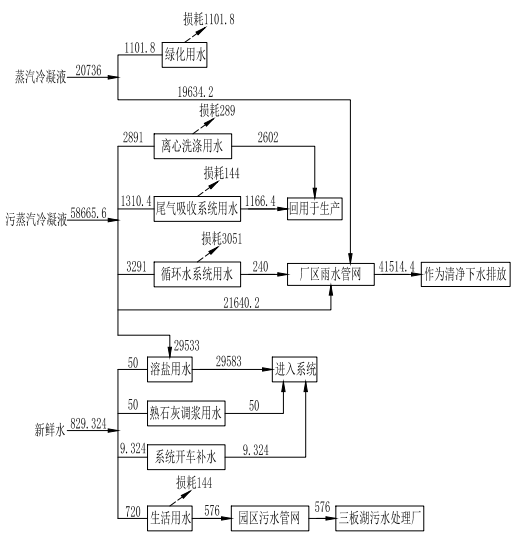 损耗1101.8
1101.8
绿化用水
蒸汽冷凝液
20736
19634.2
损耗289
2891
离心洗涤用水
2602
损耗144
1310.4
尾气吸收系统用水
1166.4
回用于生产
污蒸汽冷凝液
58665.6
损耗3051
3291
循环水系统用水
240
厂区雨水管网
41514.4
作为清净下水排放
21640.2
29533
50
溶盐用水
29583
进入系统
50
熟石灰调浆用水
50
新鲜水
829.324
9.324
系统开车补水
9.324
损耗144
720
生活用水
576
园区污水管网
576
三板湖污水处理厂